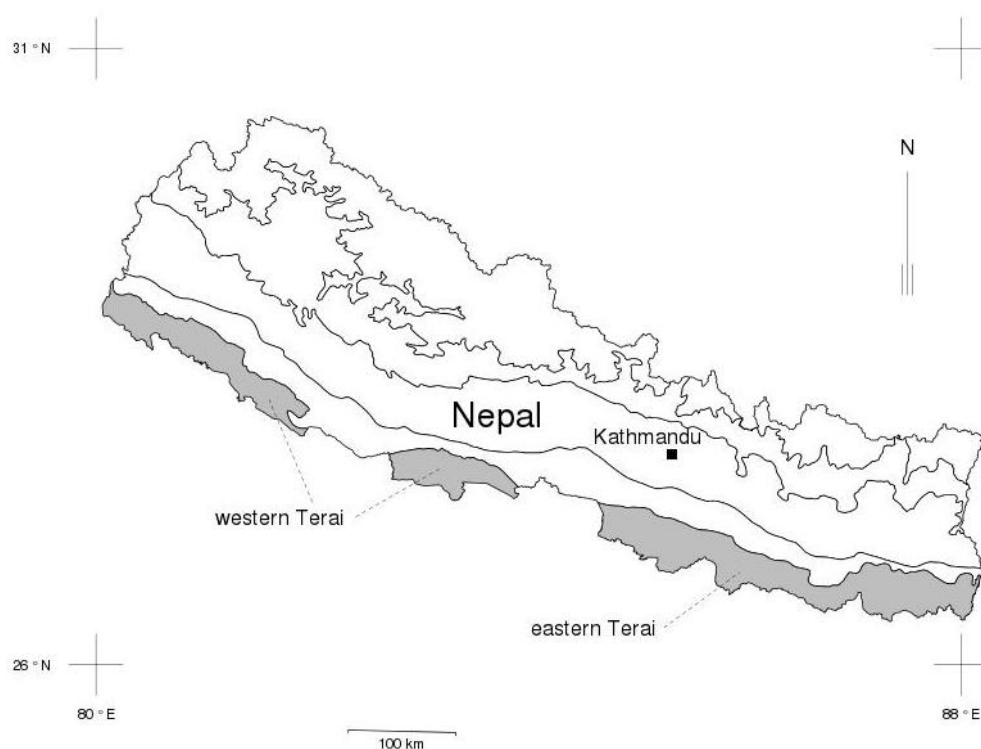 31 °N
N
Nepal
Kathmandu
western Terai
eastern Terai
26 °N
80 °E
88 °E
100 km